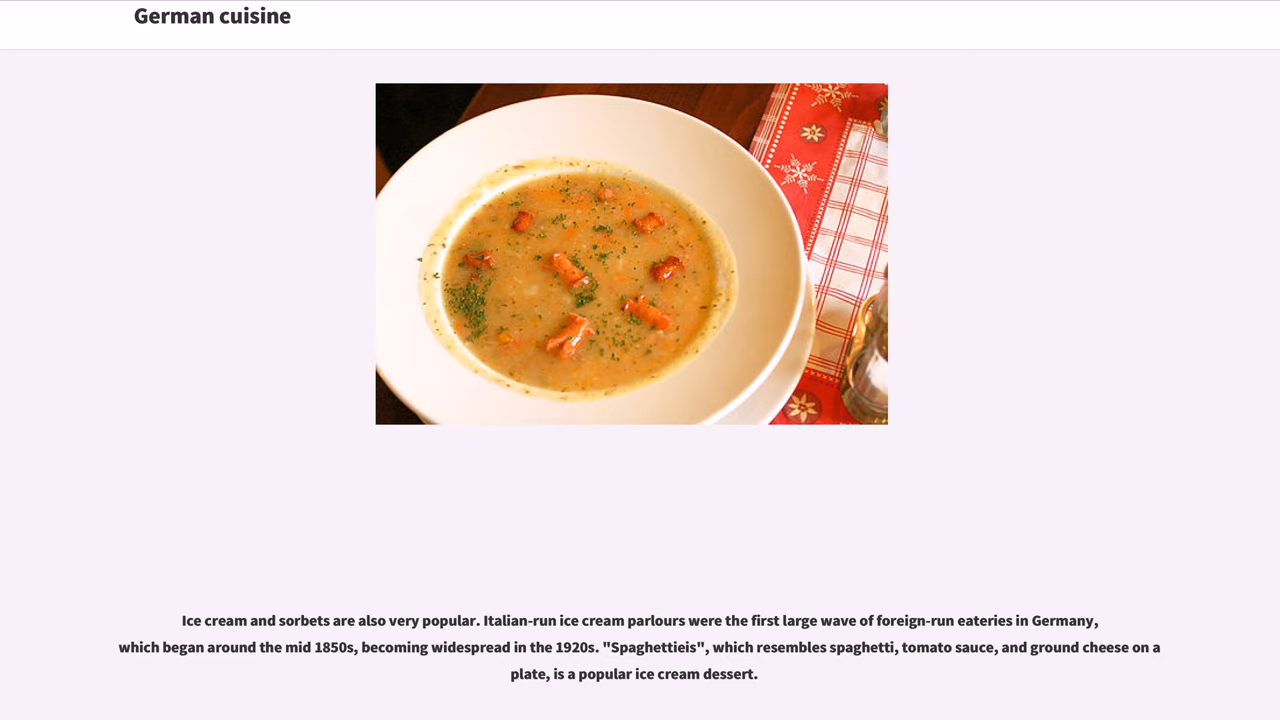 German cuisine
Ice cream and sorbets are also very popular. Italian-run ice cream parlours were the first large wave of foreign-run eateries in Germany,
which began around the mid 1850s, becoming widespread in the 1920s. "Spaghettieis", which resembles spaghetti, tomato sauce, and ground cheese on a
plate, is a popular ice cream dessert.